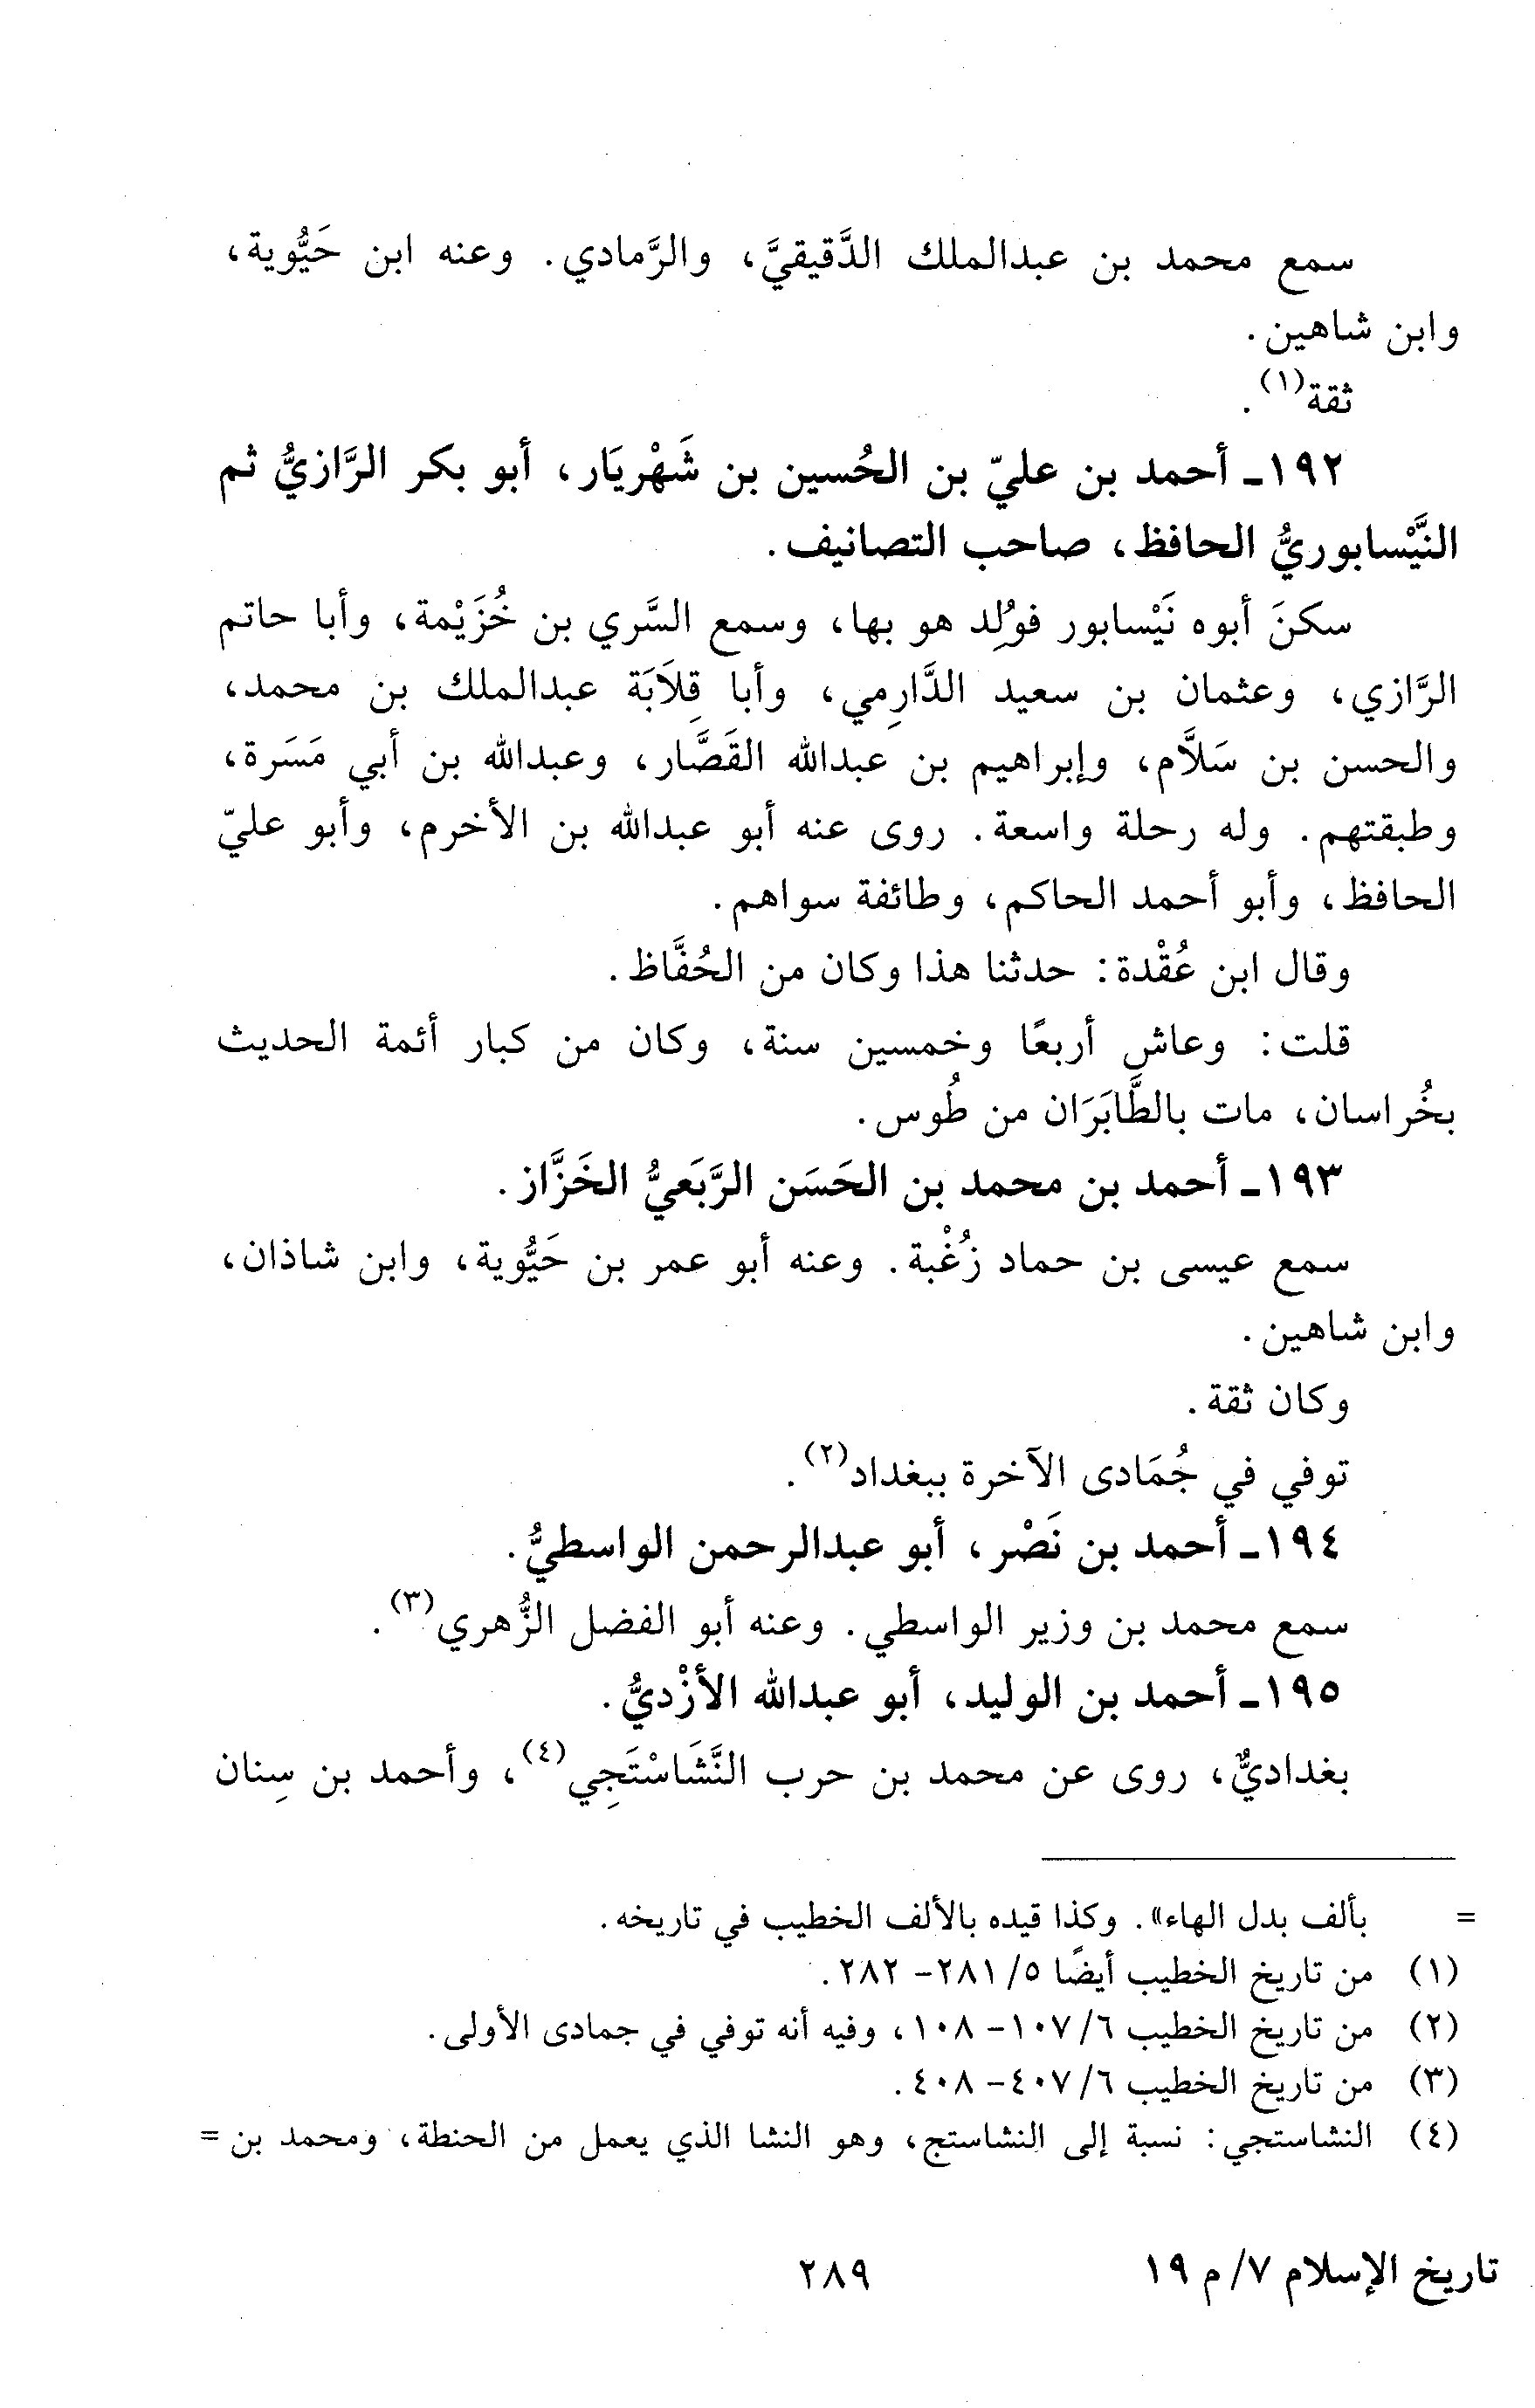 سمع محمد بن عبدالملك الدَّقيقيَّ، والرَّمادي. وعنه ابن حَيُّوية،
وابن شاهين.
ثقة(١).
١٩٢ـ أحمد بن عليّ بن الحُسين بن شَهْريَار، أبو بكر الرَّازيُّ ثم
النَّيْسابوريُّ الحافظ، صاحب التصانيف.
سكنَ أبوه نَيْسابور فوُلِد هو بها، وسمع السَّري بن خُزَيْمة، وأبا حاتم
الرَّازي، وعثمان بن سعيد الدَّارِمي، وأبا قِلاَبَة عبدالملك بن محمد،
والحسن بن سَلاَّم، وإبراهيم بن عبدالله القَصَّار، وعبدالله بن أبي مَسَرة،
وطبقتهم. وله رحلة واسعة. روى عنه أبو عبدالله بن الأخرم، وأبو عليّ
الحافظ، وأبو أحمد الحاكم، وطائفة سواهم.
وقال ابن عُقْدة: حدثنا هذا وكان من الحُفَّاظ.
قلت: وعاش أربعًا وخمسين سنة، وكان من كبار أئمة الحديث
بخُراسان، مات بالطَّابَرَان من طُوس.
١٩٣ـ أحمد بن محمد بن الحَسَن الرَّبَعيُّ الخَزَّاز.
سمع عيسى بن حماد زُغْبة. وعنه أبو عمر بن حَيُّوية، وابن شاذان،
وابن شاهين.
وكان ثقة.
توفي في جُمَادى الآخرة ببغداد(٢).
١٩٤ـ أحمد بن نَصْر، أبو عبدالرحمن الواسطيُّ.
سمع محمد بن وزير الواسطي. وعنه أبو الفضل الزُّهري(٣).
١٩٥ـ أحمد بن الوليد، أبو عبدالله الأزْديُّ.
بغداديٌّ، روى عن محمد بن حرب النَّشَاسْتَجِي(٤)، وأحمد بن سِنان
= بألف بدل الهاء». وكذا قيده بالألف الخطيب في تاريخه.
(١) من تاريخ الخطيب أيضًا ٥/ ٢٨١ – ٢٨٢.
(٢) من تاريخ الخطيب ٦/ ١٠٧ – ١٠٨، وفيه أنه توفي في جمادى الأولى.
(٣) من تاريخ الخطيب ٦/ ٤٠٧ – ٤٠٨.
(٤) النشاستجي: نسبة إلى النشاستج، وهو النشا الذي يعمل من الحنطة، ومحمد بن =
تاريخ الإسلام ٧/ م ١٩
٢٨٩